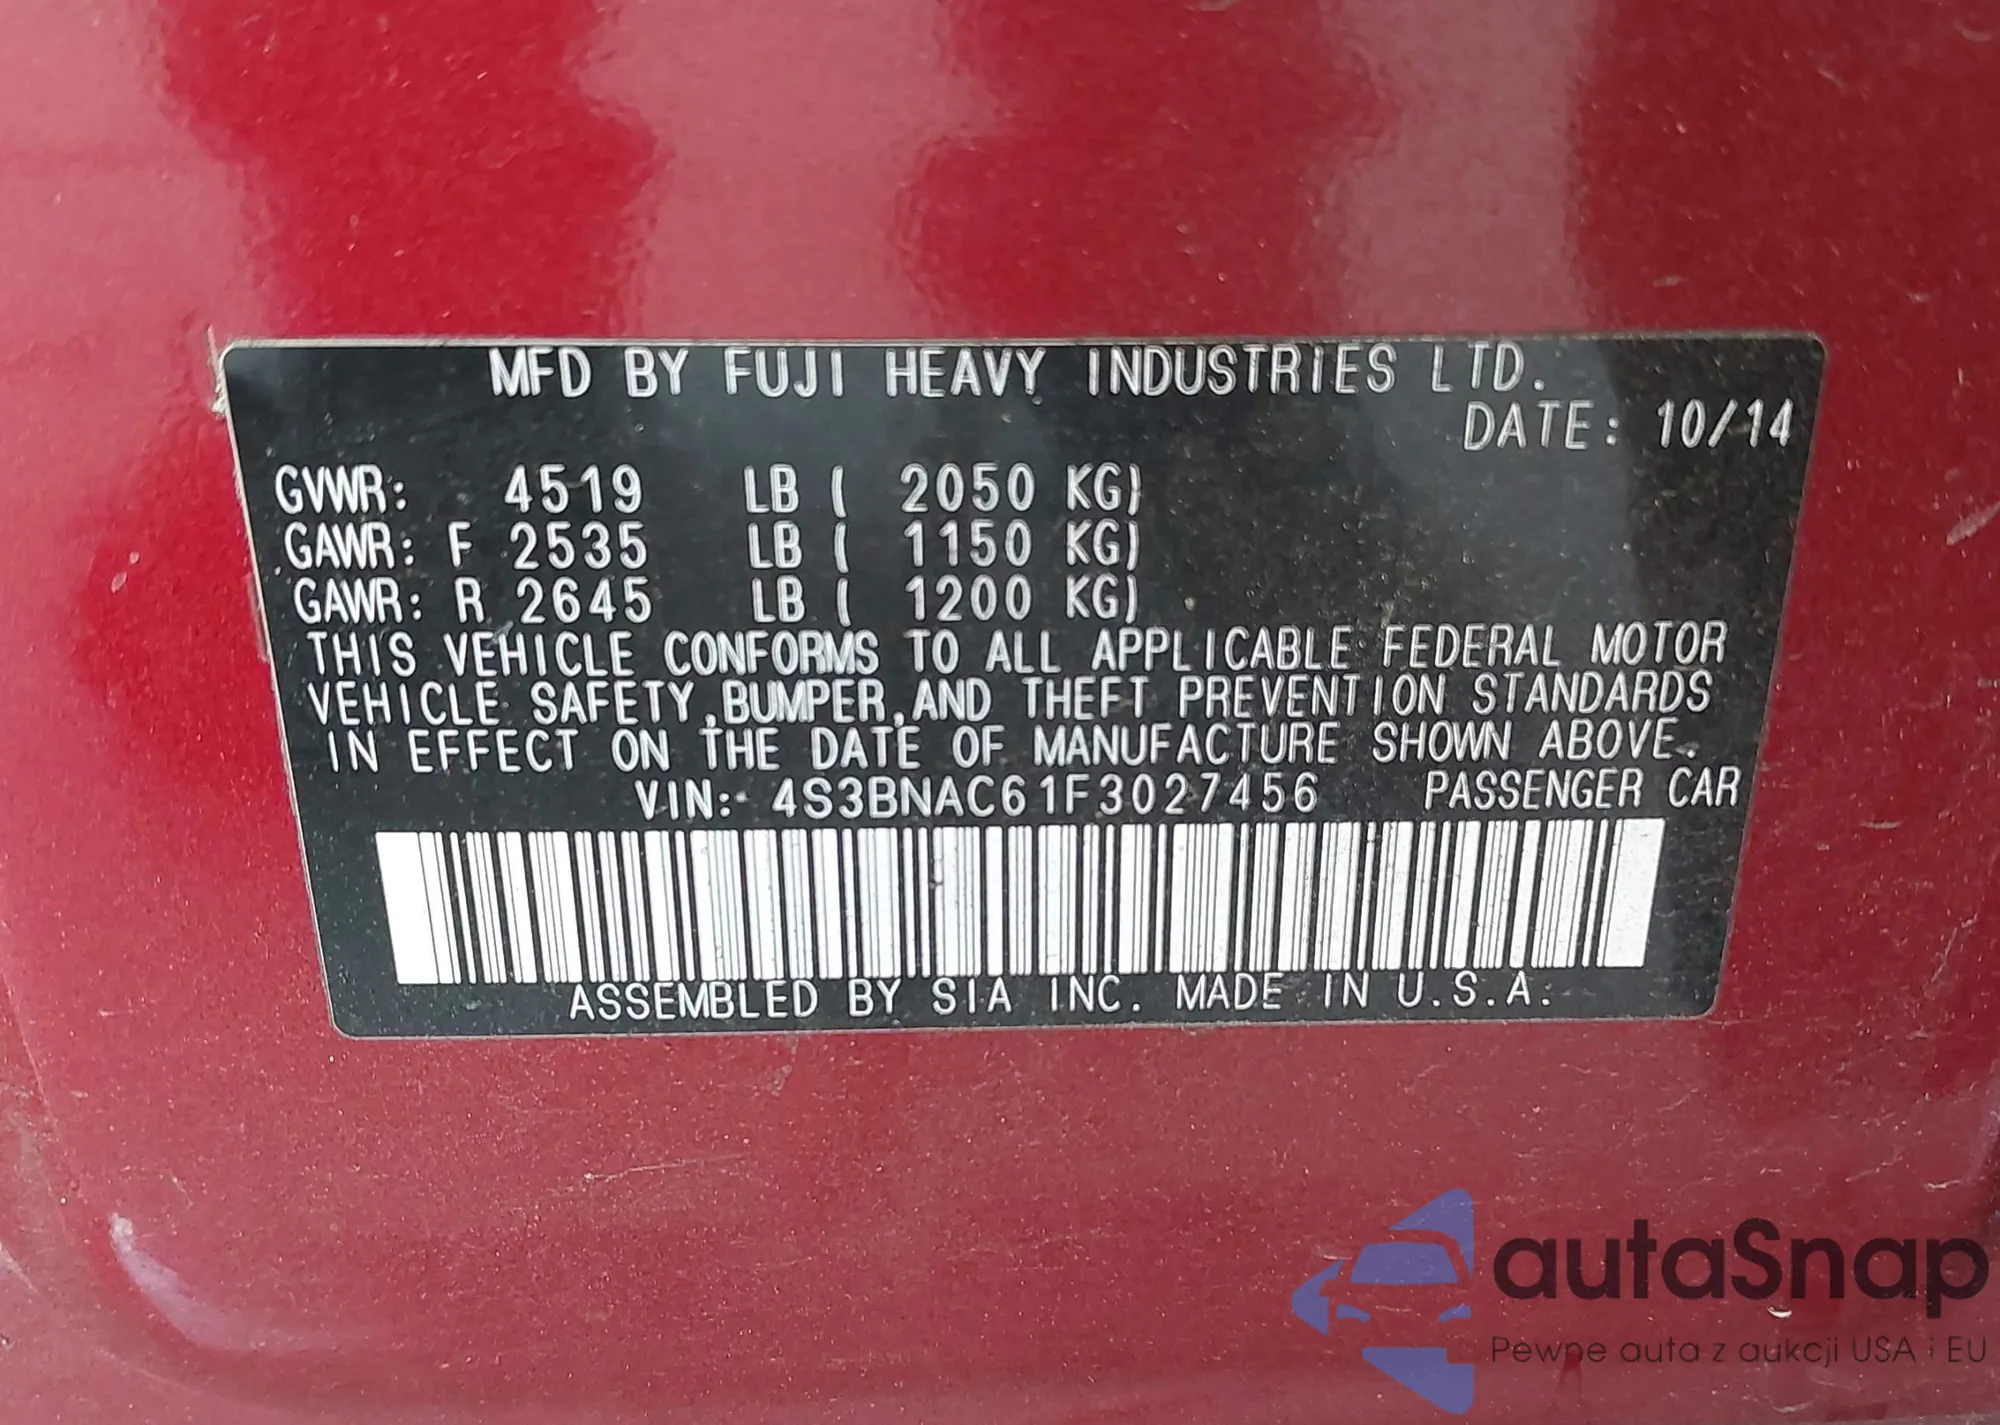 MFD BY FUJI HEAVY INDUSTRIES LTD.
DATE: 10/14
GVWR: 4519 LB ( 2050 KG)
GAWR: F 2535 LB ( 1150 KG)
GAWR: R 2645 LB ( 1200 KG)
THIS VEHICLE CONFORMS TO ALL APPLICABLE FEDERAL MOTOR
VEHICLE SAFETY,BUMPER,AND THEFT PREVENTION STANDARDS
IN EFFECT ON THE DATE OF MANUFACTURE SHOWN ABOVE.
VIN: 4S3BNAC61F3027456 PASSENGER CAR
ASSEMBLED BY SIA INC. MADE IN U.S.A.
autaSnap
Pewne auta z aukcji USA i EU